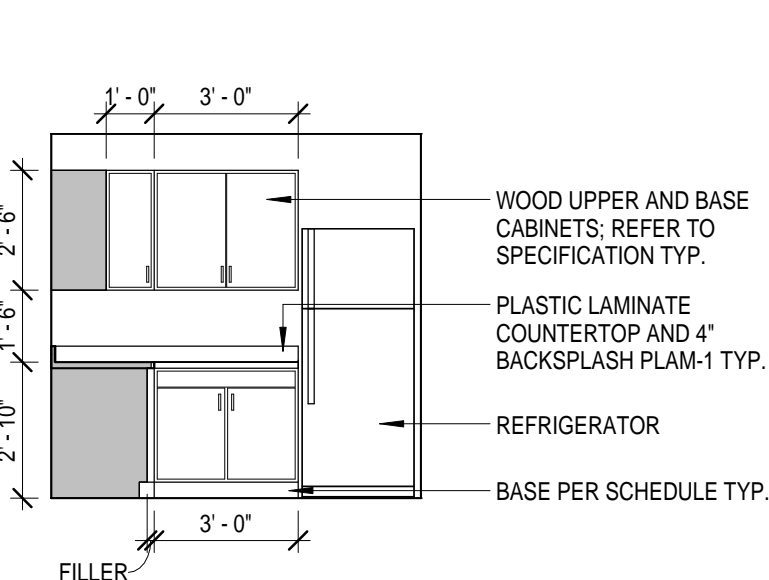 1' - 0"
3' - 0"
2' - 6"
1' - 6"
2' - 10"
WOOD UPPER AND BASE
CABINETS; REFER TO
SPECIFICATION TYP.
PLASTIC LAMINATE
COUNTERTOP AND 4"
BACKSPLASH PLAM-1 TYP.
REFRIGERATOR
BASE PER SCHEDULE TYP.
3' - 0"
FILLER